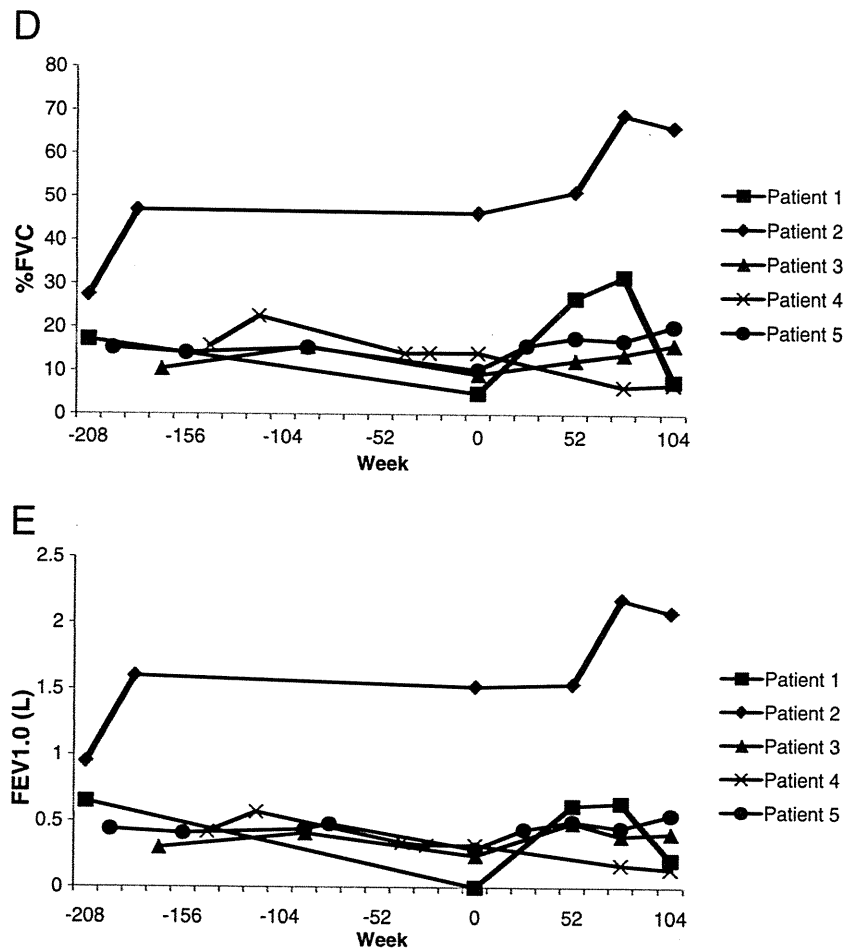 D
80
70
60
50
40
30
20
10
0
%FVC
-208 -156 -104 -52 0 52 104
Week
Patient 1
Patient 2
Patient 3
Patient 4
Patient 5
E
2.5
2
1.5
1
0.5
0
FEV1.0 (L)
-208 -156 -104 -52 0 52 104
Week
Patient 1
Patient 2
Patient 3
Patient 4
Patient 5